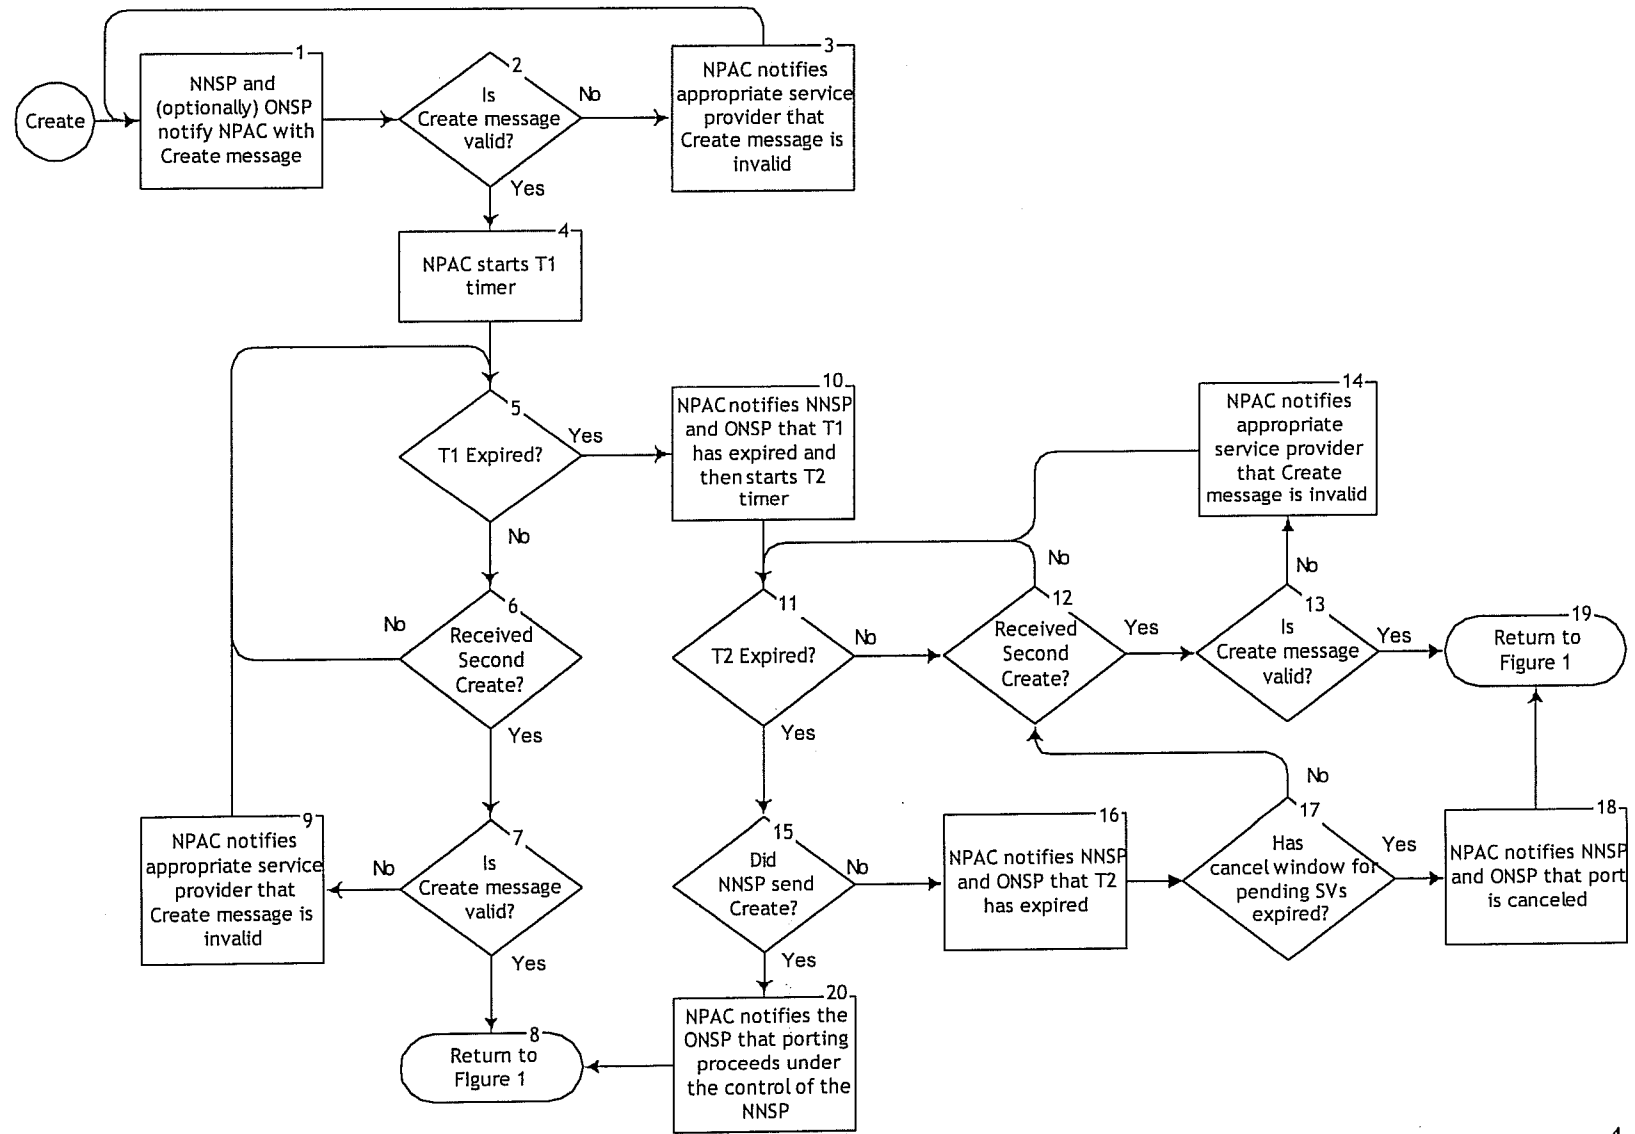 Create
1
NNSP and
(optionally) ONSP
notify NPAC with
Create message
2
Is
Create message
valid?
No
Yes
3
NPAC notifies
appropriate service
provider that
Create message is
invalid
4
NPAC starts T1
timer
5
T1 Expired?
Yes
No
6
Received
Second
Create?
No
Yes
7
Is
Create message
valid?
No
Yes
8
Return to
Figure 1
9
NPAC notifies
appropriate service
provider that
Create message is
invalid
10
NPAC notifies NNSP
and ONSP that T1
has expired and
then starts T2
timer
11
T2 Expired?
No
Yes
12
Received
Second
Create?
No
Yes
13
Is
Create message
valid?
No
Yes
14
NPAC notifies
appropriate
service provider
that Create
message is invalid
15
Did
NNSP send
Create?
No
Yes
16
NPAC notifies NNSP
and ONSP that T2
has expired
17
Has
cancel window for
pending SVs
expired?
No
Yes
18
NPAC notifies NNSP
and ONSP that port
is canceled
19
Return to
Figure 1
20
NPAC notifies the
ONSP that porting
proceeds under
the control of the
NNSP